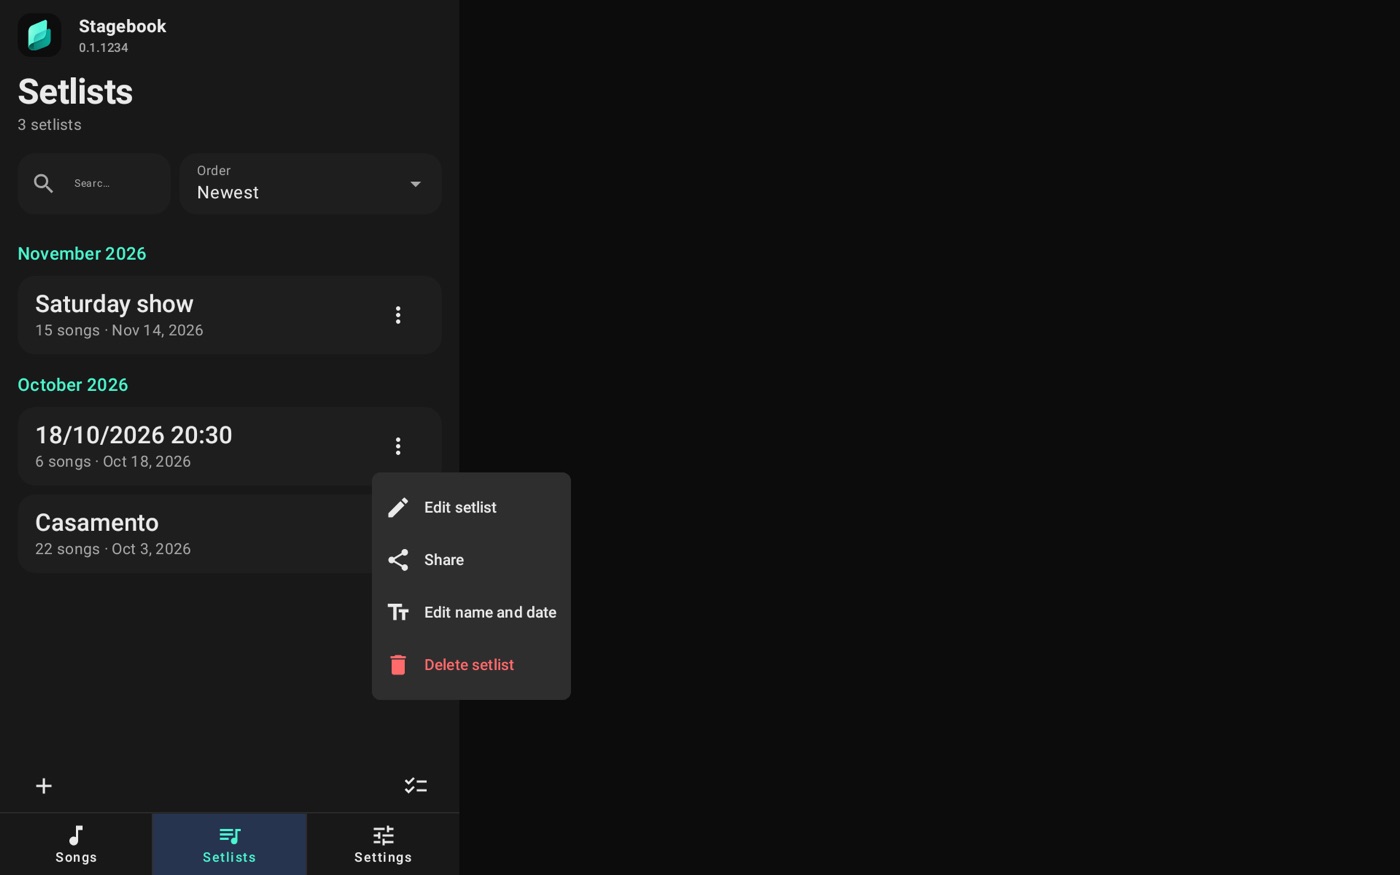 Stagebook
0.1.1234
Setlists
3 setlists
Searc…
Order
Newest
November 2026
Saturday show
15 songs · Nov 14, 2026
October 2026
18/10/2026 20:30
6 songs · Oct 18, 2026
Casamento
22 songs · Oct 3, 2026
Edit setlist
Share
Edit name and date
Delete setlist
Songs
Setlists
Settings